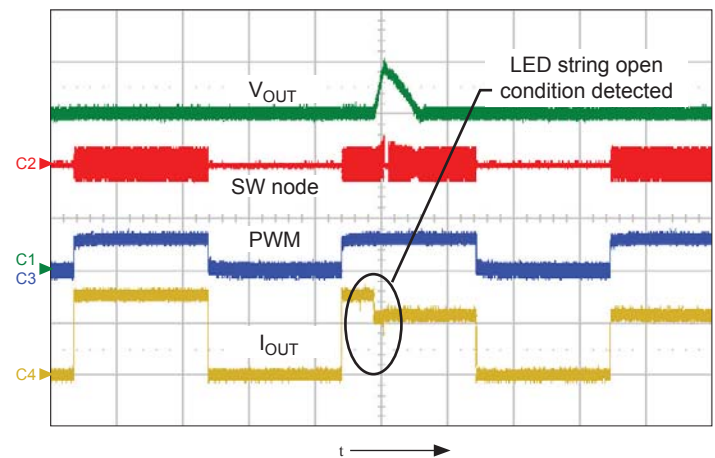 LED string open
condition detected
VOUT
C2
SW node
PWM
C1
C3
IOUT
C4
t